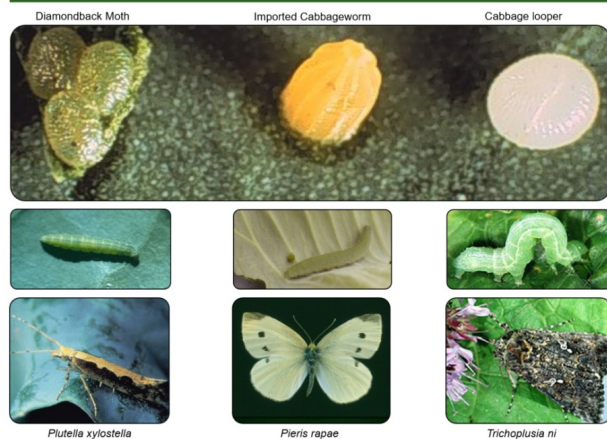 Diamondback Moth
Imported Cabbageworm
Cabbage looper
Plutella xylostella
Pieris rapae
Trichoplusia ni